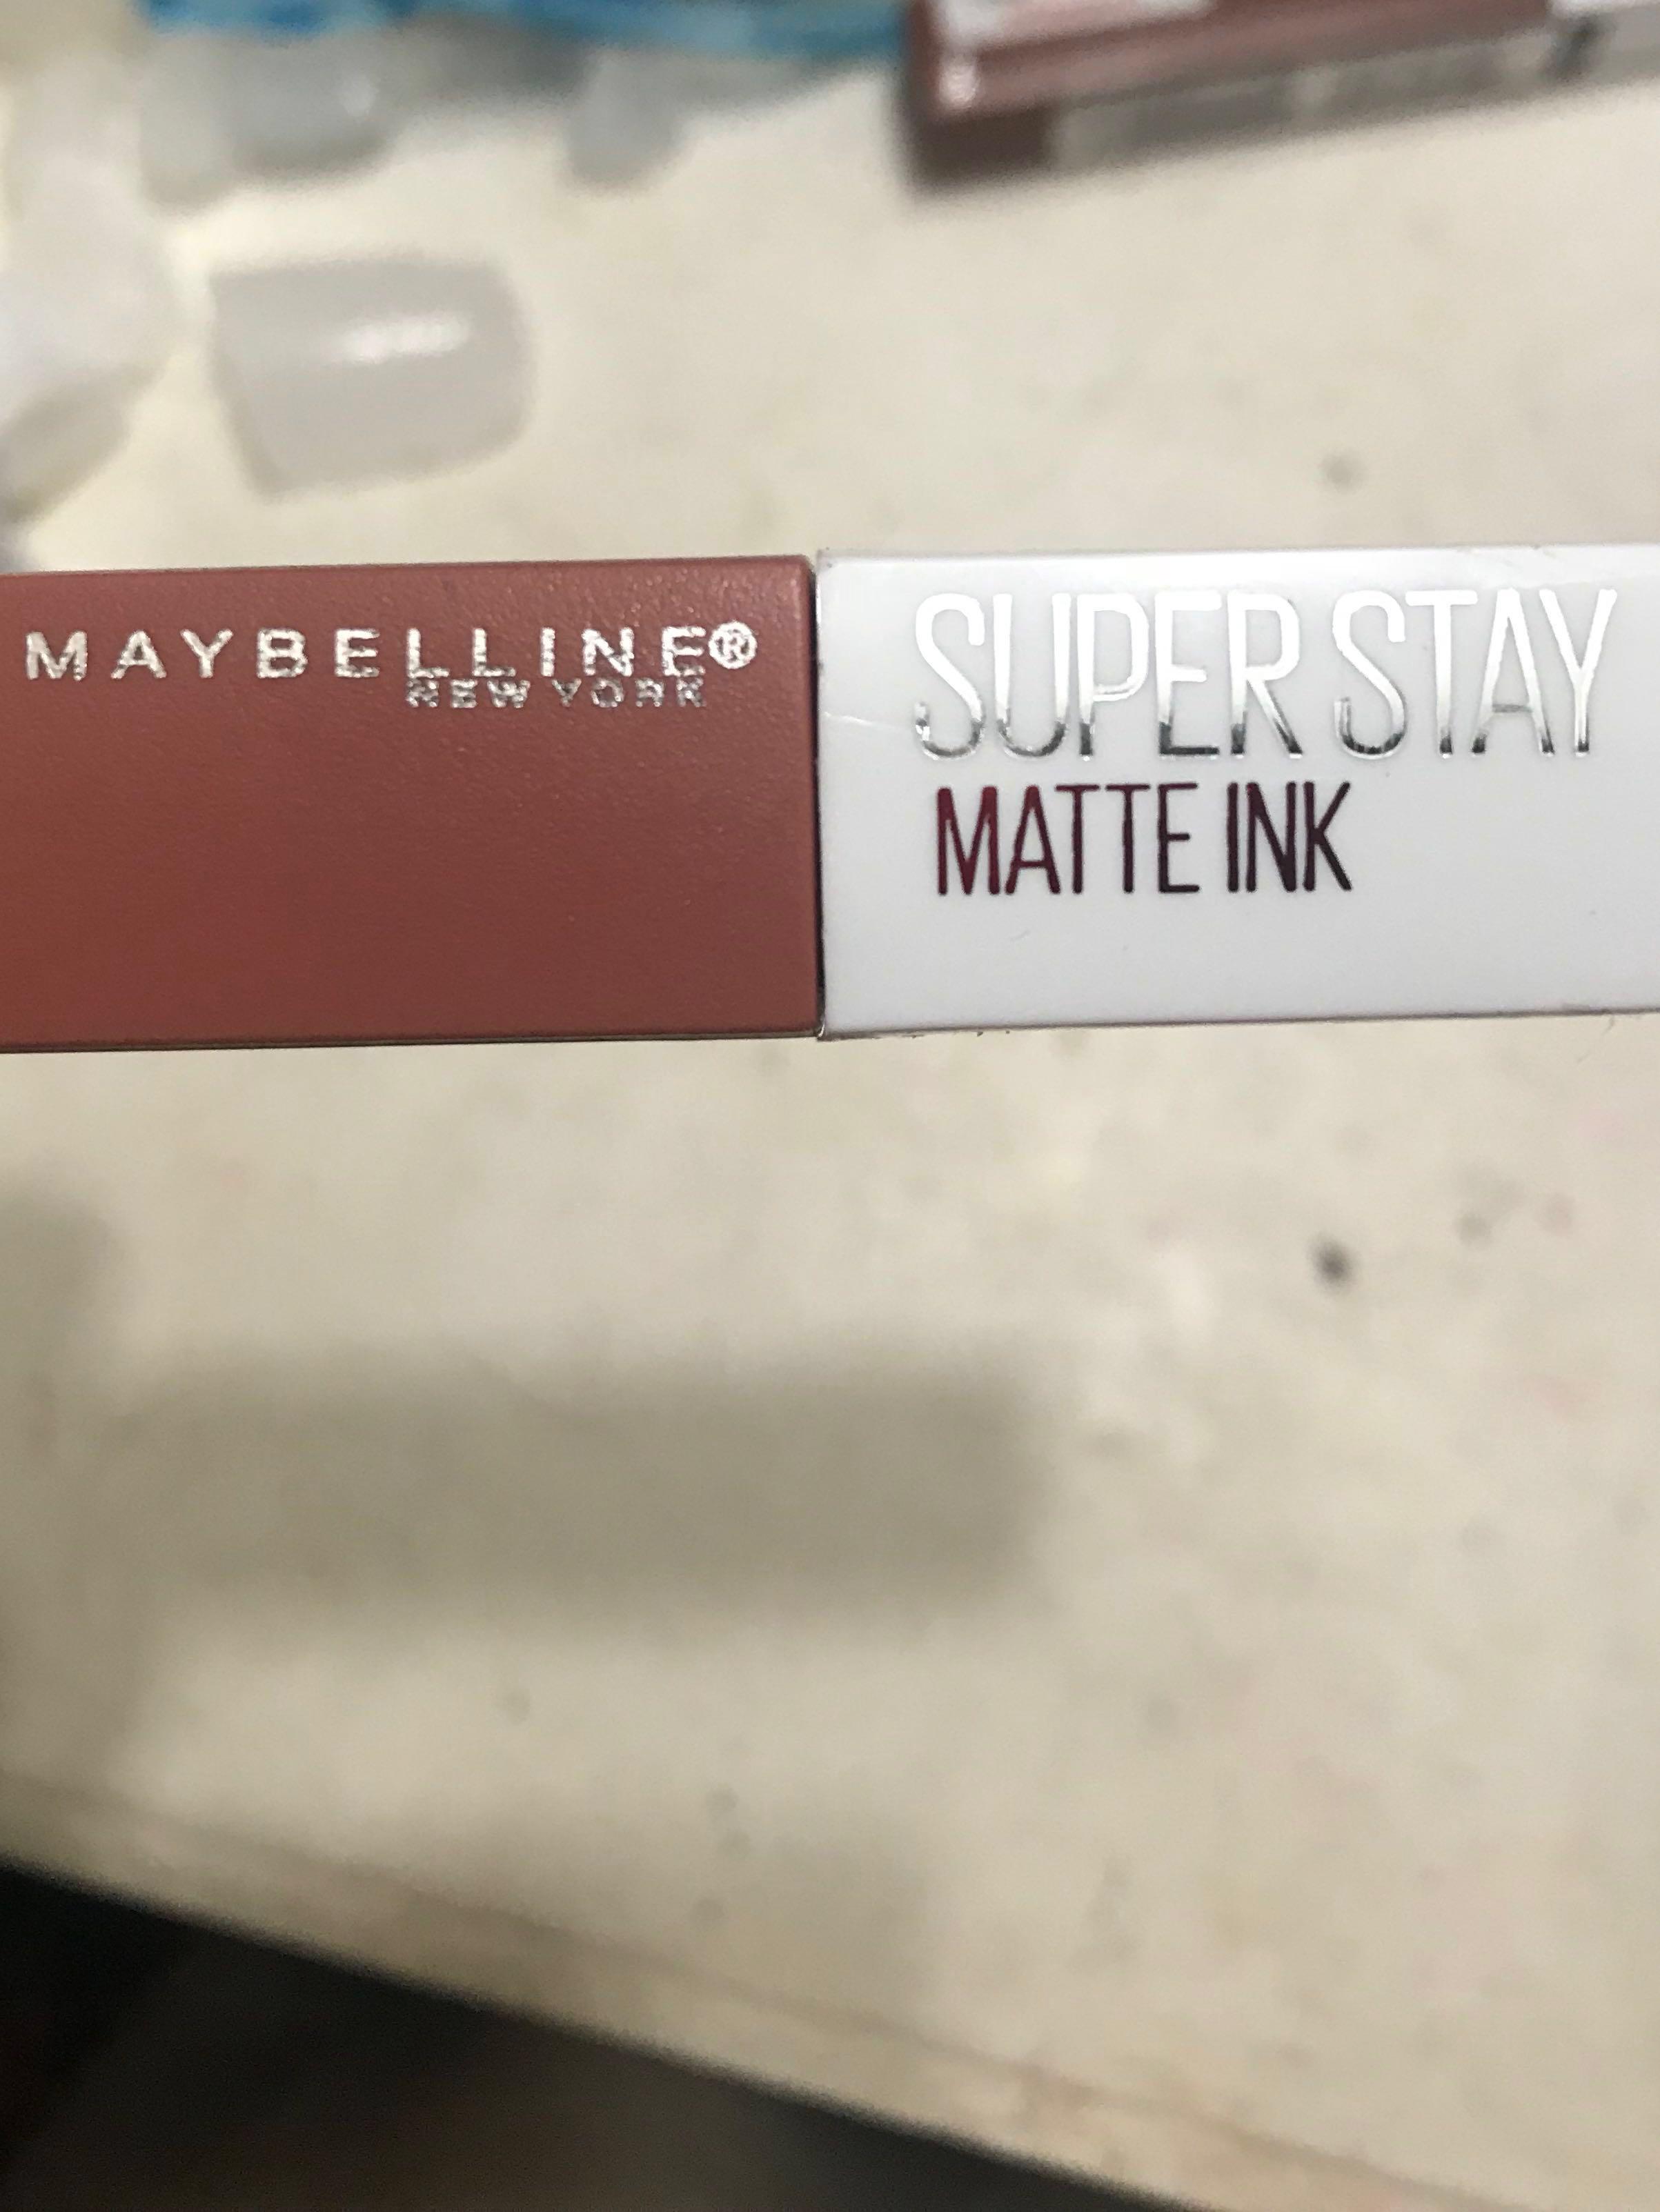 MAYBELLINE®
NEW YORK
SUPER STAY
MATTE INK